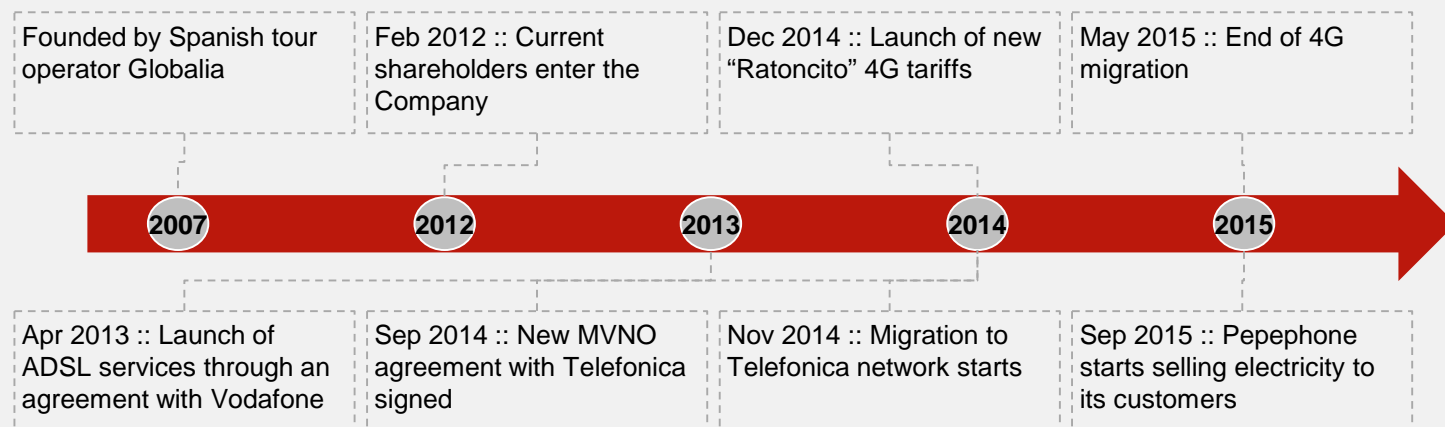 Founded by Spanish tour
operator Globalia
Feb 2012 :: Current
shareholders enter the
Company
Dec 2014 :: Launch of new
“Ratoncito” 4G tariffs
May 2015 :: End of 4G
migration
2007
2012
2013
2014
2015
Apr 2013 :: Launch of
ADSL services through an
agreement with Vodafone
Sep 2014 :: New MVNO
agreement with Telefonica
signed
Nov 2014 :: Migration to
Telefonica network starts
Sep 2015 :: Pepephone
starts selling electricity to
its customers